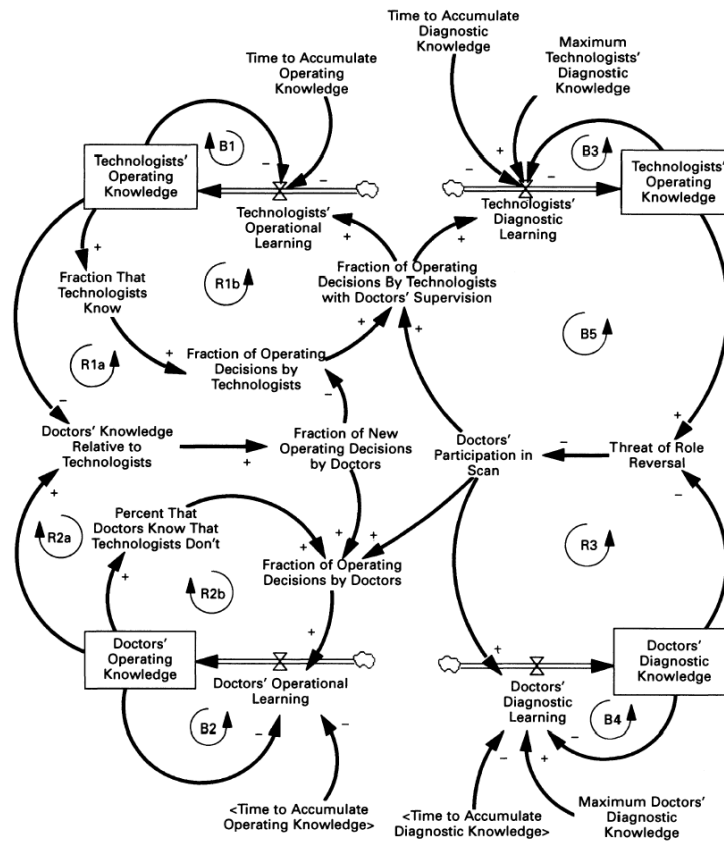 Time to Accumulate
Operating
Knowledge
Time to Accumulate
Diagnostic
Knowledge
Maximum
Technologists'
Diagnostic
Knowledge
B1
B3
Technologists'
Operating
Knowledge
Technologists'
Operating
Knowledge
+
-
-
-
-
-
Technologists'
Operational
Learning
Technologists'
Diagnostic
Learning
+
+
+
Fraction That
Technologists
Know
R1b
Fraction of Operating
Decisions By Technologists
with Doctors' Supervision
B5
+
+
R1a
+
Fraction of Operating
Decisions by
Technologists
-
-
+
Doctors' Knowledge
Relative to
Technologists
+
Fraction of New
Operating Decisions
by Doctors
Doctors'
Participation in
Scan
-
Threat of Role
Reversal
+
-
R2a
Percent That
Doctors Know That
Technologists Don't
R3
+
+
+
+
R2b
Fraction of Operating
Decisions by Doctors
Doctors'
Operating
Knowledge
+
+
Doctors'
Diagnostic
Knowledge
Doctors' Operational
Learning
Doctors'
Diagnostic
Learning
B2
B4
-
-
-
+
-
<Time to Accumulate
Operating Knowledge>
<Time to Accumulate
Diagnostic Knowledge>
Maximum Doctors'
Diagnostic
Knowledge